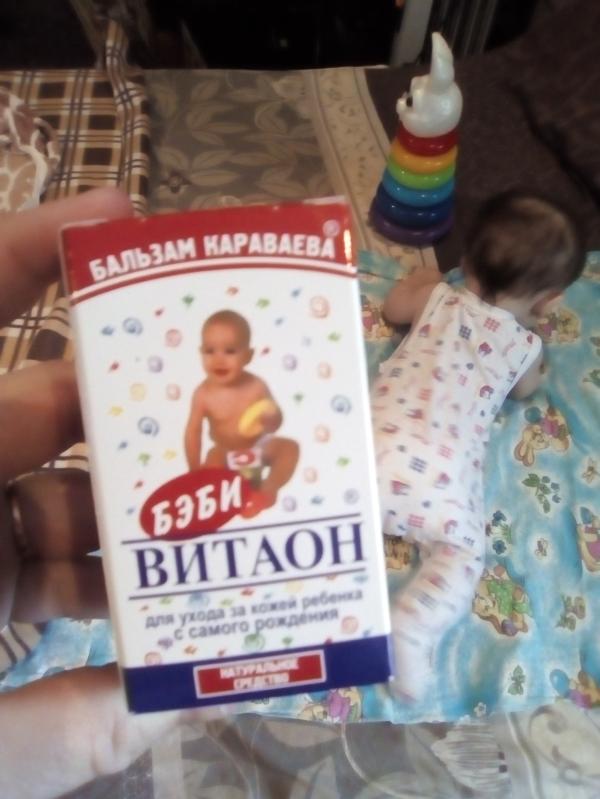 БАЛЬЗАМ КАРАВАЕВА®
БЭБИ
®
ВИТАОН
для ухода за кожей ребенка
с самого рождения
НАТУРАЛЬНОЕ
СРЕДСТВО